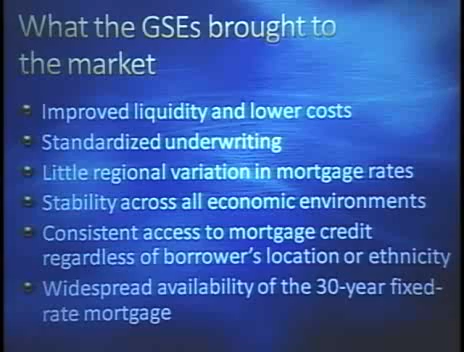 What the GSEs brought to
the market
Improved liquidity and lower costs
Standardized underwriting
Little regional variation in mortgage rates
Stability across all economic environments
Consistent access to mortgage credit
regardless of borrower's location or ethnicity
Widespread availability of the 30-year fixed-
rate mortgage